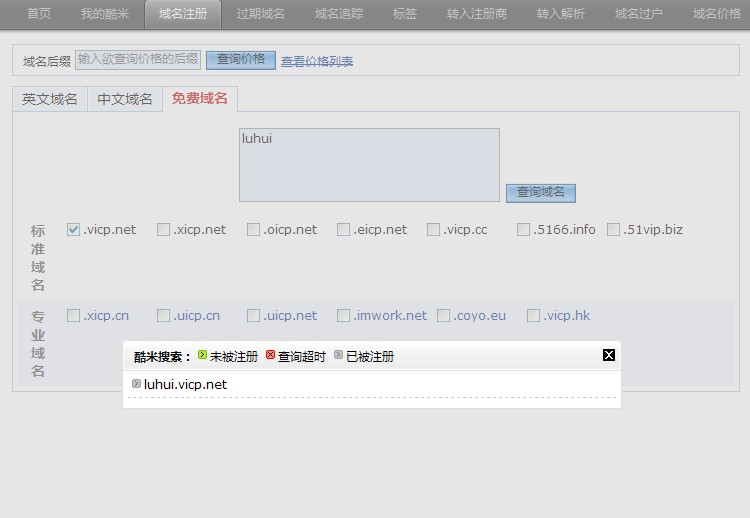 首页 我的酷米 域名注册 过期域名 域名追踪 标签 转入注册商 转入解析 域名过户 域名价格
域名后缀 输入欲查询价格的后缀 查询价格 查看价格列表
英文域名 中文域名 免费域名
luhui
查询域名
标准域名 .vicp.net .xicp.net .oicp.net .eicp.net .vicp.cc .5166.info .51vip.biz
专业域名 .xicp.cn .uicp.cn .uicp.net .imwork.net .coyo.eu .vicp.hk
酷米搜索： 未被注册 查询超时 已被注册
luhui.vicp.net